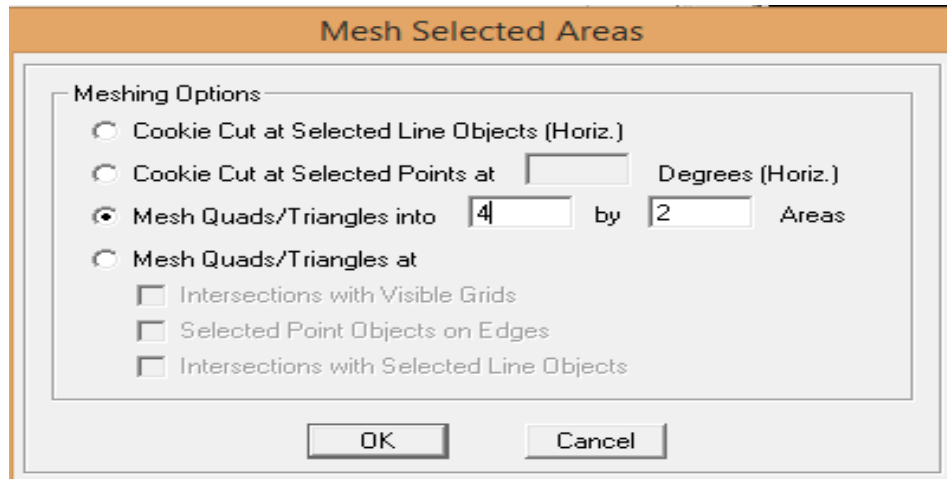 Mesh Selected Areas
Meshing Options
Cookie Cut at Selected Line Objects (Horiz.)
Cookie Cut at Selected Points at Degrees (Horiz.)
Mesh Quads/Triangles into 4 by 2 Areas
Mesh Quads/Triangles at
Intersections with Visible Grids
Selected Point Objects on Edges
Intersections with Selected Line Objects
OK Cancel